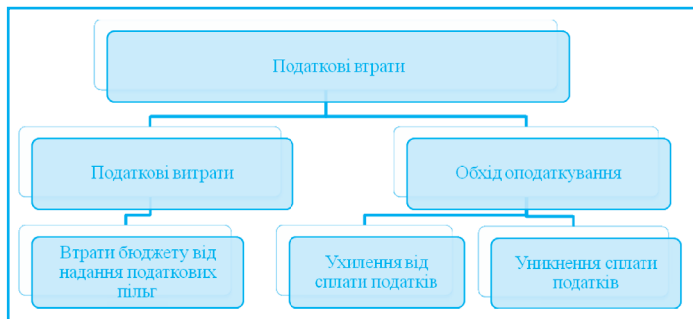 Податкові втрати
Податкові витрати
Обхід оподаткування
Втрати бюджету від
надання податкових
пільг
Ухилення від
сплати податків
Уникнення сплати
податків